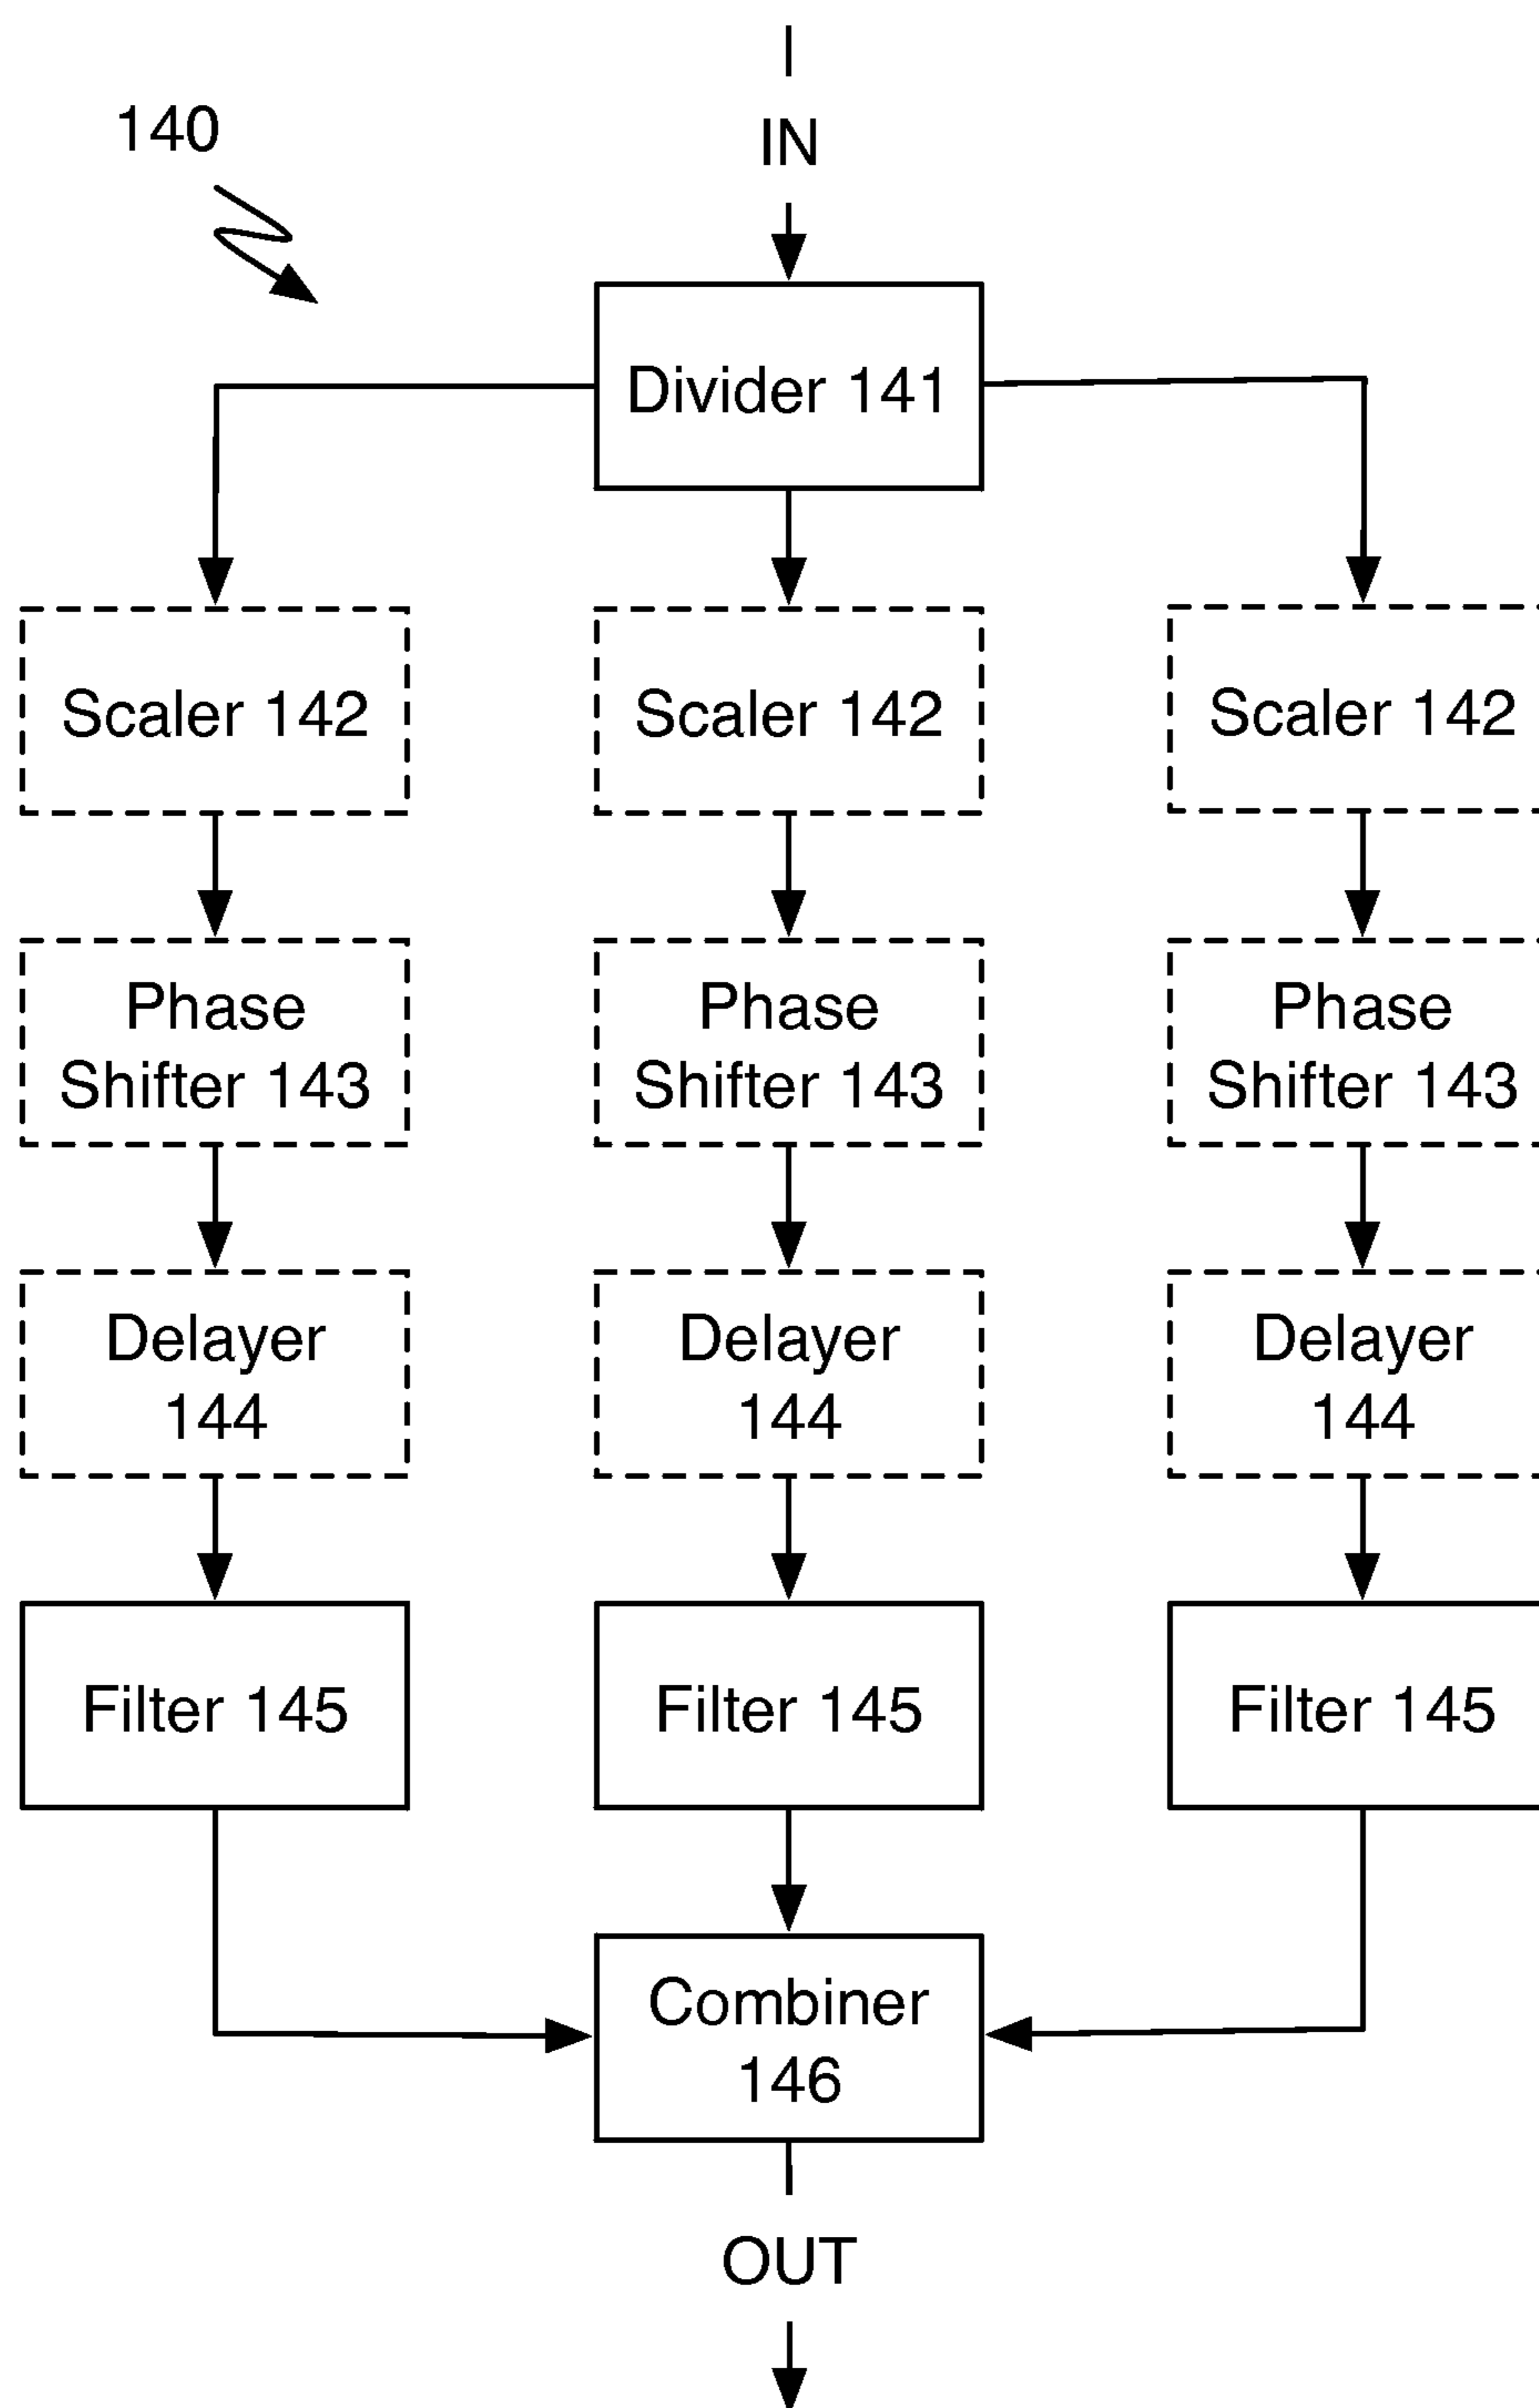 140
IN
Divider 141
Scaler 142
Scaler 142
Scaler 142
Phase
Shifter 143
Phase
Shifter 143
Phase
Shifter 143
Delayer
144
Delayer
144
Delayer
144
Filter 145
Filter 145
Filter 145
Combiner
146
OUT